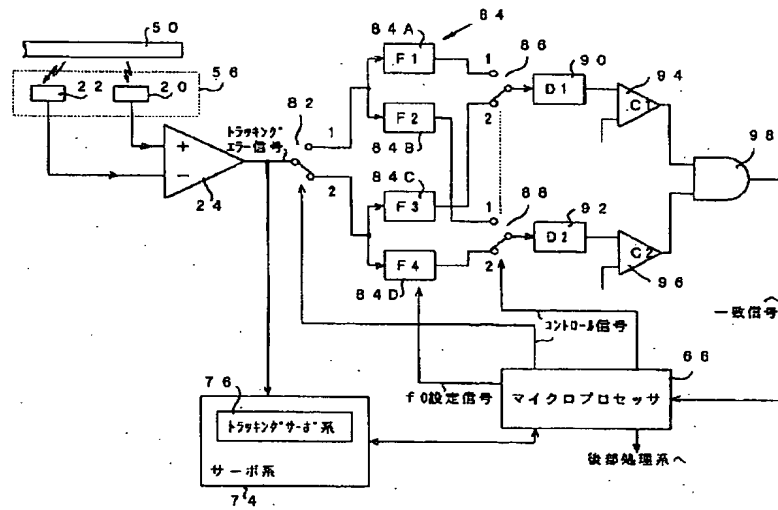 50
84A
84
22
20
56
F1
1
86
90
D1
94
C1
82
2
98
トラッキング
エラー信号
1
F2
84B
+
−
24
2
84C
F3
1
88
92
D2
C2
96
F4
2
84D
コントロール信号
一致信号へ
66
76
f0設定信号
マイクロプロセッサ
トラッキングサーボ系
サーボ系
74
後部処理系へ